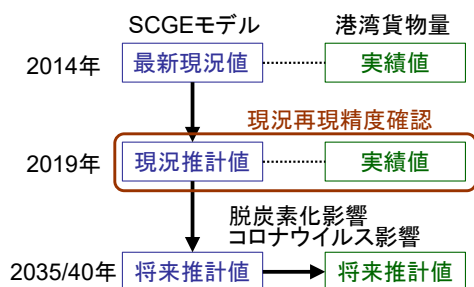 SCGEモデル 港湾貨物量
2014年 最新現況値 実績値
現況再現精度確認
2019年 現況推計値 実績値
脱炭素化影響
コロナウイルス影響
2035/40年 将来推計値 将来推計値